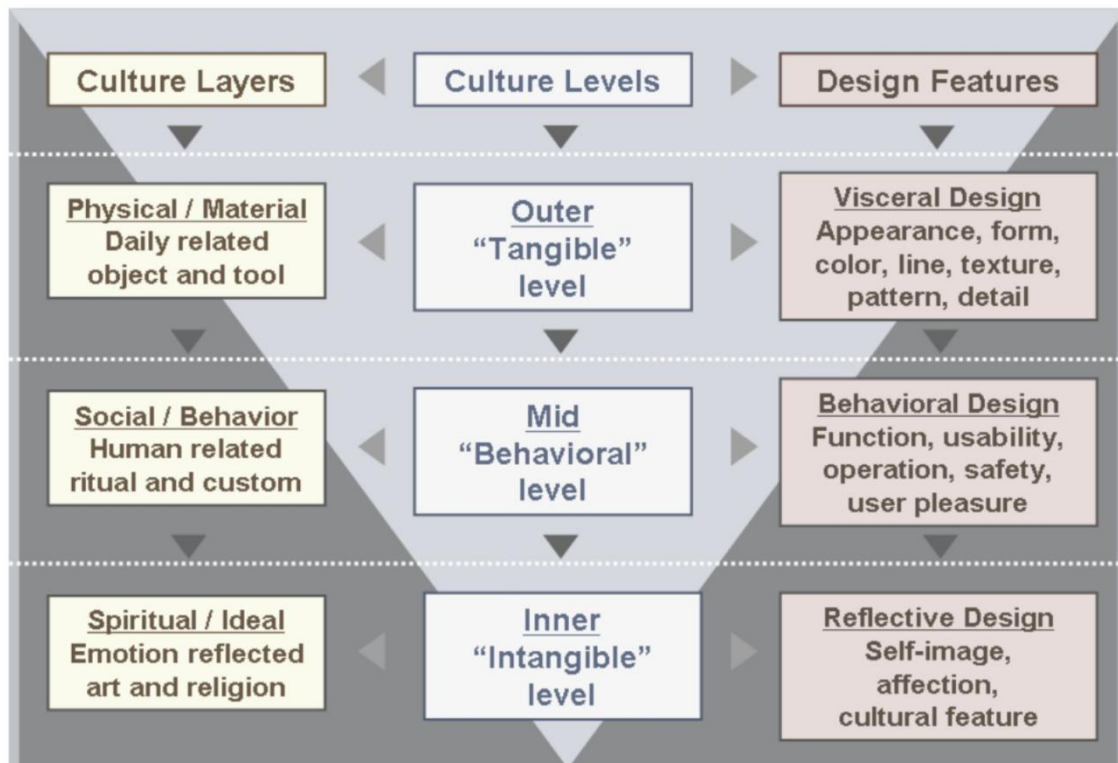 Culture Layers
Culture Levels
Design Features
Physical / Material
Daily related
object and tool
Outer
“Tangible”
level
Visceral Design
Appearance, form,
color, line, texture,
pattern, detail
Social / Behavior
Human related
ritual and custom
Mid
“Behavioral”
level
Behavioral Design
Function, usability,
operation, safety,
user pleasure
Spiritual / Ideal
Emotion reflected
art and religion
Inner
“Intangible”
level
Reflective Design
Self-image,
affection,
cultural feature